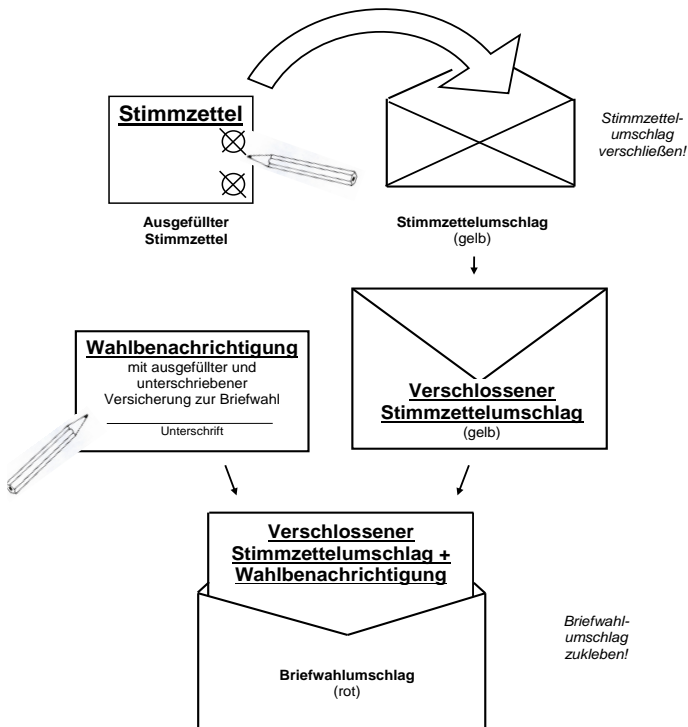 Stimmzettel
Ausgefüllter
Stimmzettel
Stimmzettelumschlag
(gelb)
Stimmzettel-
umschlag
verschließen!
Wahlbenachrichtigung
mit ausgefüllter und
unterschriebener
Versicherung zur Briefwahl
Unterschrift
Verschlossener
Stimmzettelumschlag
(gelb)
Verschlossener
Stimmzettelumschlag +
Wahlbenachrichtigung
Briefwahlumschlag
(rot)
Briefwahl-
umschlag
zukleben!